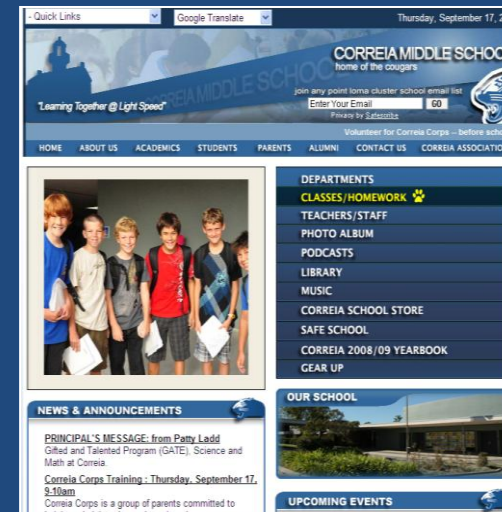 - Quick Links
Google Translate
Thursday, September 17, 2
CORREIA MIDDLE SCHOO
home of the cougars
CORREIA MIDDLE SCHOO
join any point loma cluster school email list
"Learning Together @ Light Speed"
Enter Your Email GO
Privacy by Safescribe
Volunteer for Correia Corps -- before scho
HOME ABOUT US ACADEMICS STUDENTS PARENTS ALUMNI CONTACT US CORREIA ASSOCIATIO
DEPARTMENTS
CLASSES/HOMEWORK
TEACHERS/STAFF
PHOTO ALBUM
PODCASTS
LIBRARY
MUSIC
CORREIA SCHOOL STORE
SAFE SCHOOL
CORREIA 2008/09 YEARBOOK
GEAR UP
OUR SCHOOL
NEWS & ANNOUNCEMENTS
PRINCIPAL'S MESSAGE: from Patty Ladd
Gifted and Talented Program (GATE), Science and
Math at Correia.
Correia Corps Training : Thursday, September 17,
9-10am
Correia Corps is a group of parents committed to
UPCOMING EVENTS